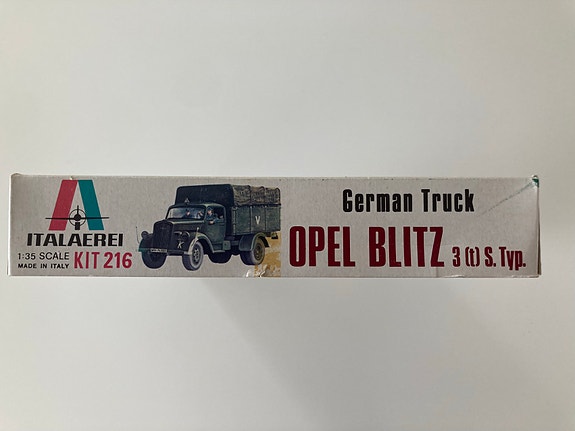 ITALAEREI
1:35 SCALE
MADE IN ITALY
KIT 216
German Truck
OPEL BLITZ 3 (t) S. Typ.